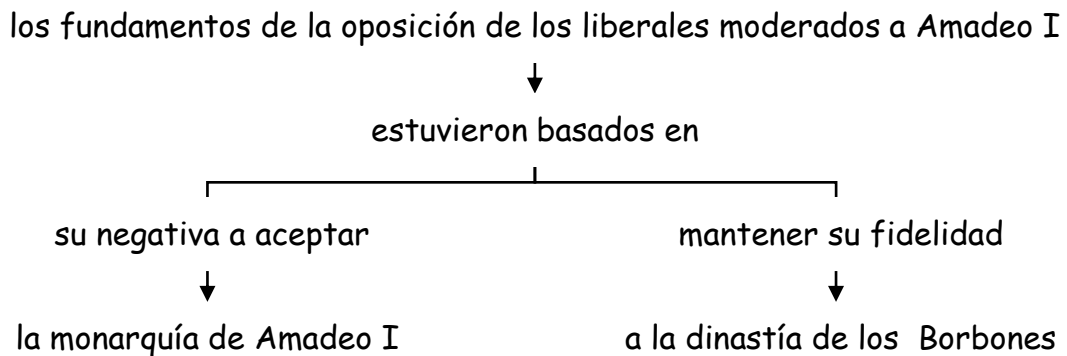 los fundamentos de la oposición de los liberales moderados a Amadeo I
estuvieron basados en
su negativa a aceptar
mantener su fidelidad
la monarquía de Amadeo I
a la dinastía de los Borbones